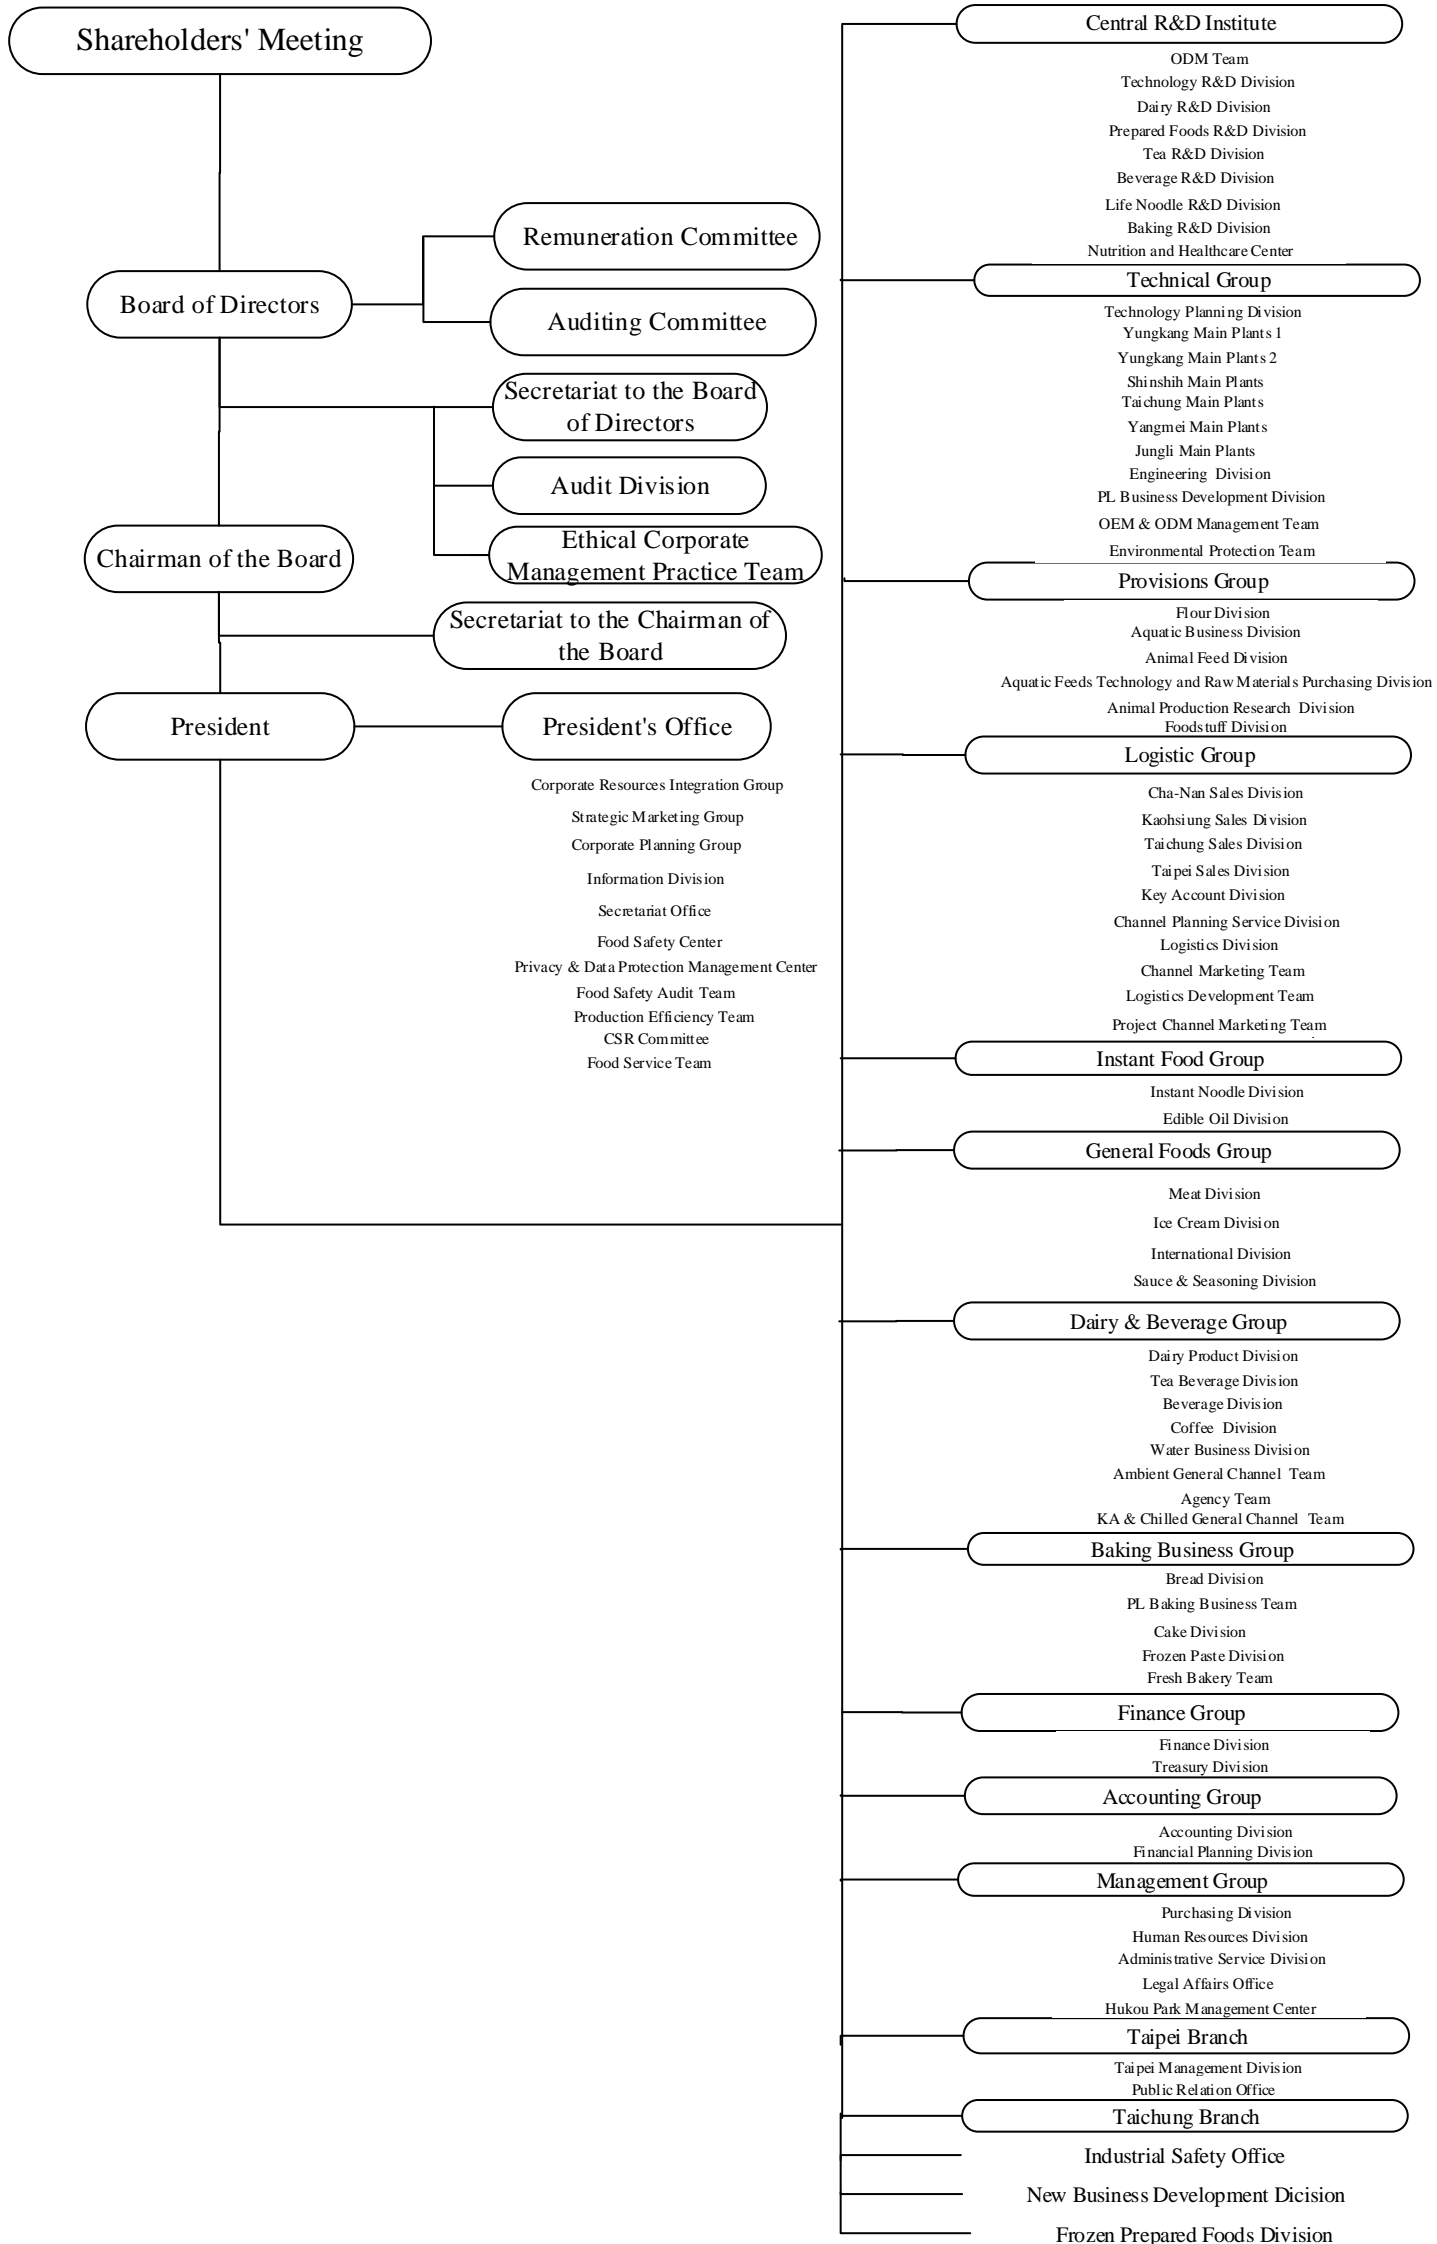 Shareholders' Meeting
Board of Directors
Remuneration Committee
Auditing Committee
Secretariat to the Board
of Directors
Audit Division
Ethical Corporate
Management Practice Team
Chairman of the Board
Secretariat to the Chairman of
the Board
President
President's Office
Corporate Resources Integration Group
Strategic Marketing Group
Corporate Planning Group
Information Division
Secretariat Office
Food Safety Center
Privacy & Data Protection Management Center
Food Safety Audit Team
Production Efficiency Team
CSR Committee
Food Service Team
Central R&D Institute
ODM Team
Technology R&D Division
Dairy R&D Division
Prepared Foods R&D Division
Tea R&D Division
Beverage R&D Division
Life Noodle R&D Division
Baking R&D Division
Nutrition and Healthcare Center
Technical Group
Technology Planning Division
Yungkang Main Plants 1
Yungkang Main Plants 2
Shinshih Main Plants
Taichung Main Plants
Yangmei Main Plants
Jungli Main Plants
Engineering Division
PL Business Development Division
OEM & ODM Management Team
Environmental Protection Team
Provisions Group
Flour Division
Aquatic Business Division
Animal Feed Division
Aquatic Feeds Technology and Raw Materials Purchasing Division
Animal Production Research Division
Foodstuff Division
Logistic Group
Cha-Nan Sales Division
Kaohsiung Sales Division
Taichung Sales Division
Taipei Sales Division
Key Account Division
Channel Planning Service Division
Logistics Division
Channel Marketing Team
Logistics Development Team
Project Channel Marketing Team
Instant Food Group
Instant Noodle Division
Edible Oil Division
General Foods Group
Meat Division
Ice Cream Division
International Division
Sauce & Seasoning Division
Dairy & Beverage Group
Dairy Product Division
Tea Beverage Division
Beverage Division
Coffee Division
Water Business Division
Ambient General Channel Team
Agency Team
KA & Chilled General Channel Team
Baking Business Group
Bread Division
PL Baking Business Team
Cake Division
Frozen Paste Division
Fresh Bakery Team
Finance Group
Finance Division
Treasury Division
Accounting Group
Accounting Division
Financial Planning Division
Management Group
Purchasing Division
Human Resources Division
Administrative Service Division
Legal Affairs Office
Hukou Park Management Center
Taipei Branch
Taipei Management Division
Public Relation Office
Taichung Branch
Industrial Safety Office
New Business Development Dicision
Frozen Prepared Foods Division